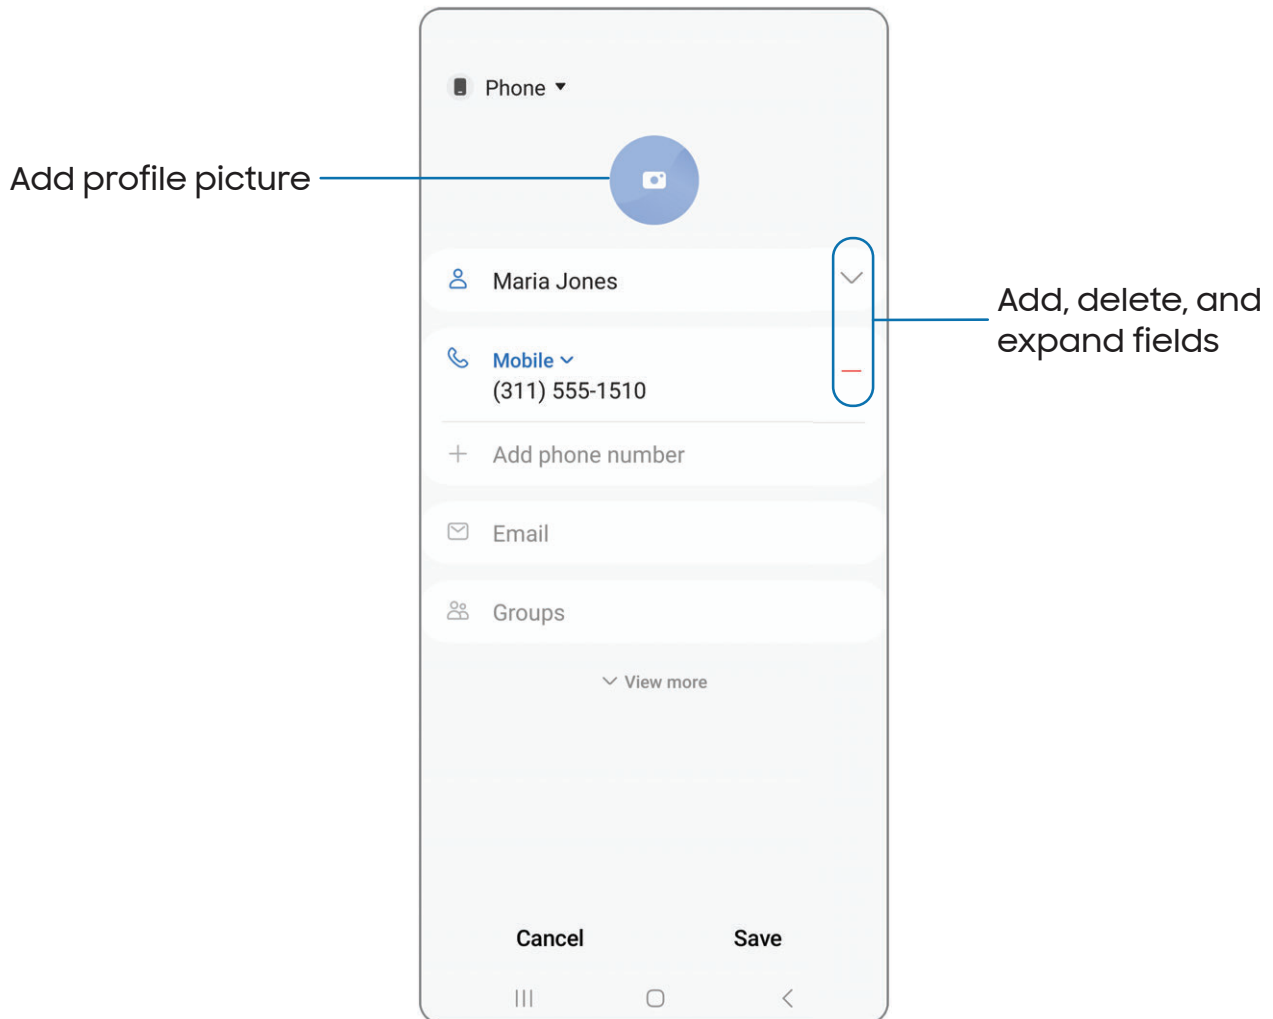 Phone
Add profile picture
Maria Jones
Add, delete, and
expand fields
Mobile
(311) 555-1510
Add phone number
Email
Groups
View more
Cancel
Save